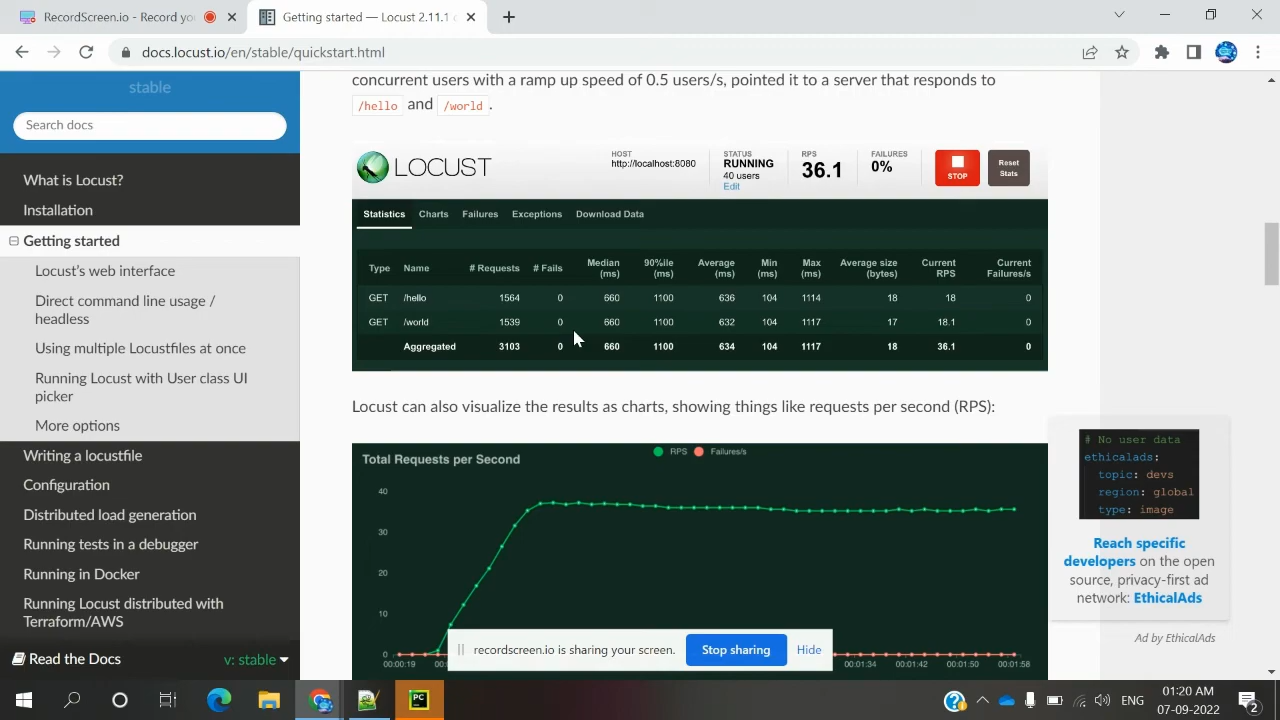 RecordScreen.io - Record you
Getting started — Locust 2.11.1 d
docs.locust.io/en/stable/quickstart.html
stable
Search docs
What is Locust?
Installation
Getting started
Locust's web interface
Direct command line usage /
headless
Using multiple Locustfiles at once
Running Locust with User class UI
picker
More options
Writing a locustfile
Configuration
Distributed load generation
Running tests in a debugger
Running in Docker
Running Locust distributed with
Terraform/AWS
Read the Docs
v: stable
concurrent users with a ramp up speed of 0.5 users/s, pointed it to a server that responds to
/hello and /world .
LOCUST
HOST
http://localhost:8080
STATUS
RUNNING
40 users
Edit
RPS
36.1
FAILURES
0%
STOP
Reset
Stats
Statistics Charts Failures Exceptions Download Data
Type Name # Requests # Fails Median (ms) 90%ile (ms) Average (ms) Min (ms) Max (ms) Average size (bytes) Current RPS Current Failures/s
GET /hello 1564 0 660 1100 636 104 1114 18 18 0
GET /world 1539 0 660 1100 632 104 1117 17 18.1 0
Aggregated 3103 0 660 1100 634 104 1117 18 36.1 0
Locust can also visualize the results as charts, showing things like requests per second (RPS):
Total Requests per Second
RPS Failures/s
40
30
20
10
0
00:00:19 00:01:34 00:01:42 00:01:50 00:01:58
recordscreen.io is sharing your screen. Stop sharing Hide
# No user data
ethicalads:
topic: devs
region: global
type: image
Reach specific
developers on the open
source, privacy-first ad
network: EthicalAds
Ad by EthicalAds
PC
ENG
01:20 AM
07-09-2022
2